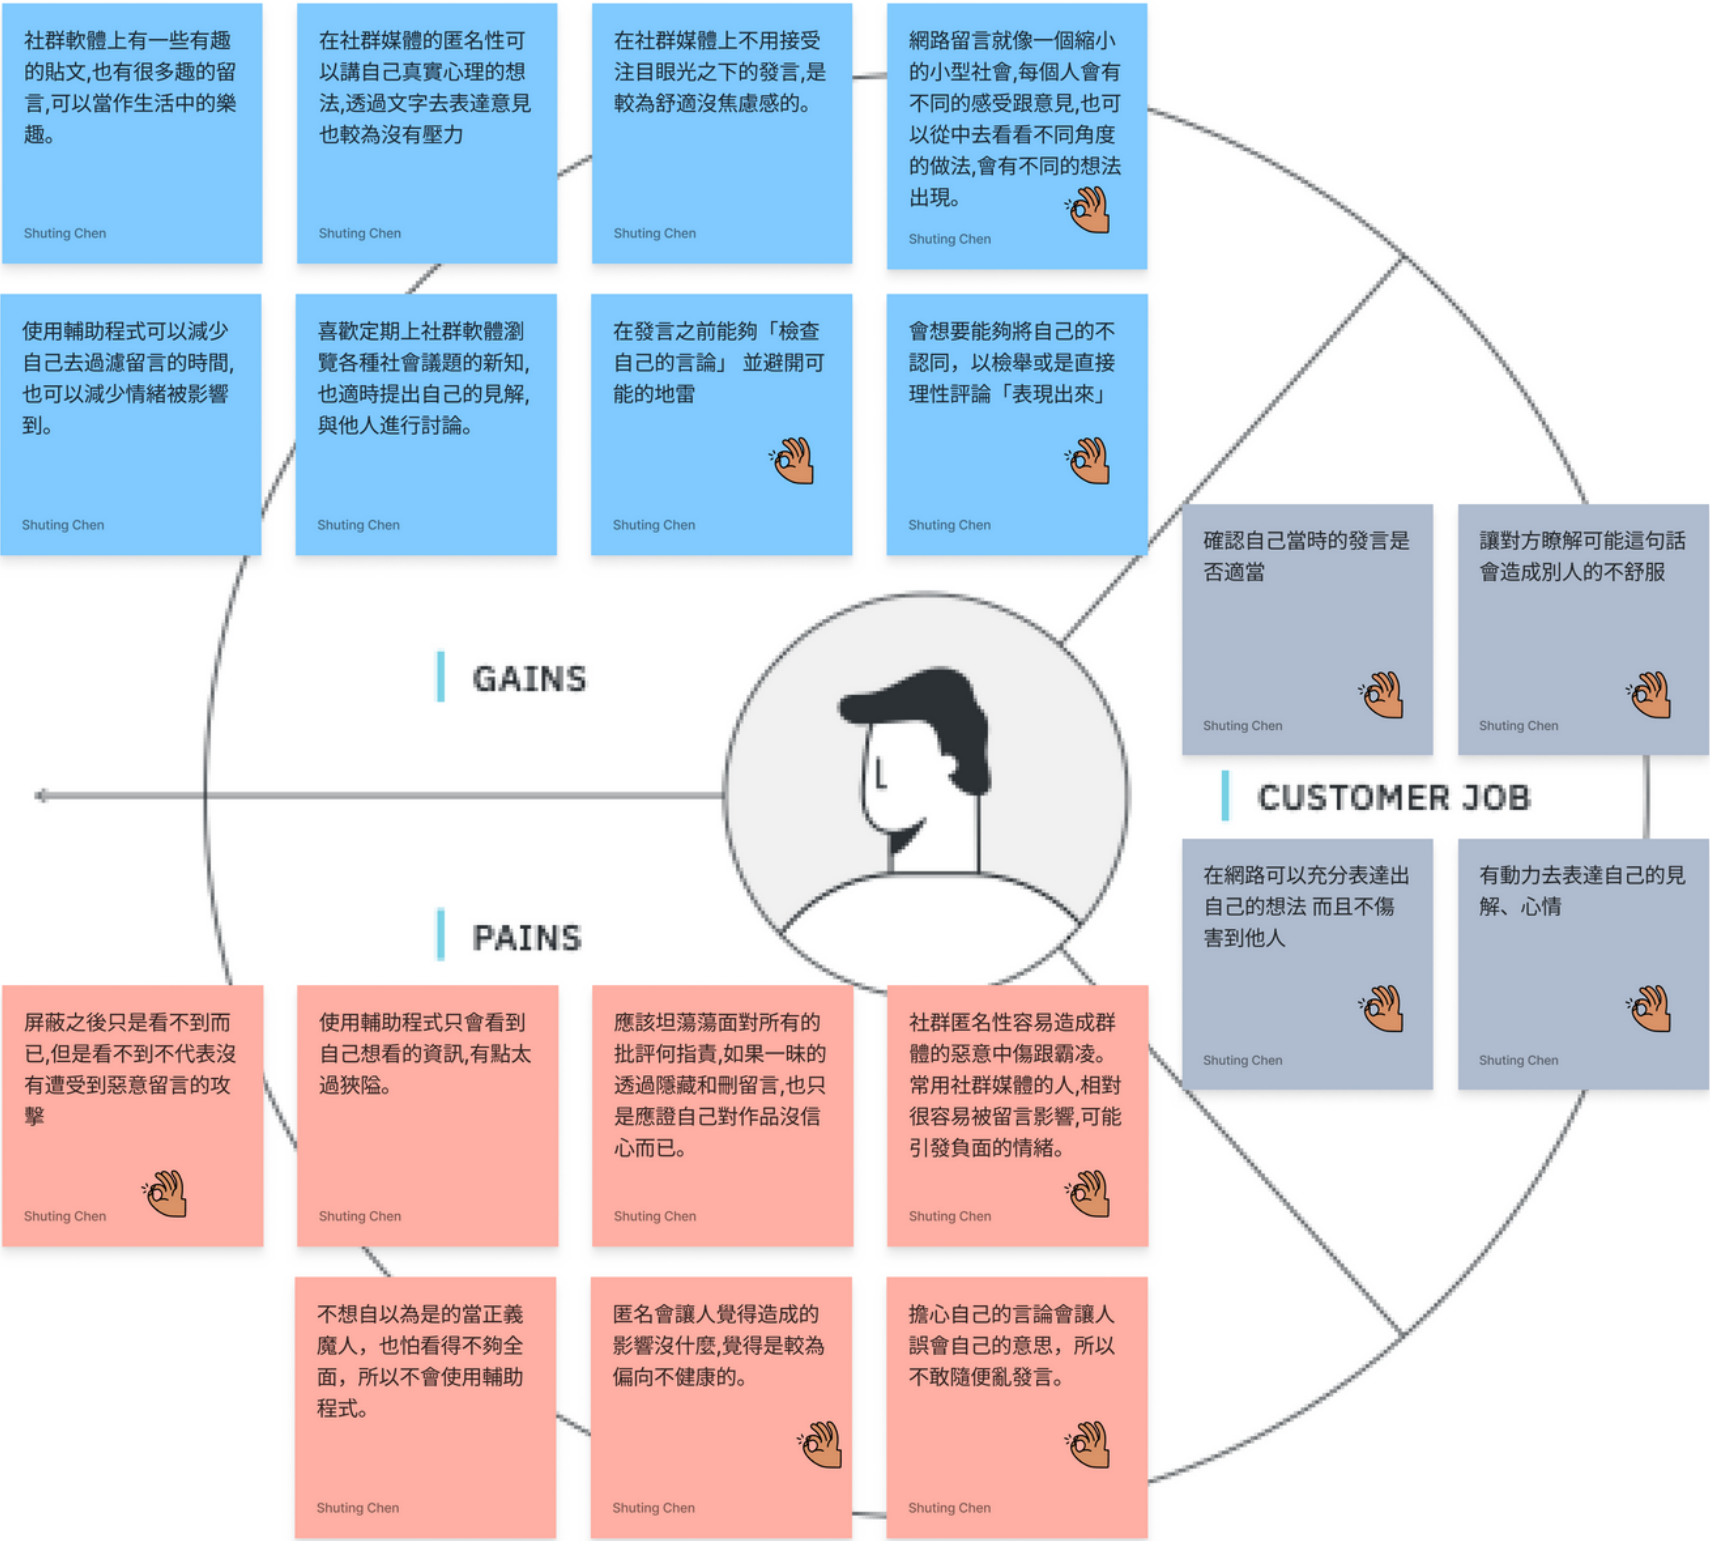 社群軟體上有一些有趣
的貼文,也有很多趣的留
言,可以當作生活中的樂
趣。
Shuting Chen
在社群媒體的匿名性可
以講自己真實心理的想
法,透過文字去表達意見
也較為沒有壓力
Shuting Chen
在社群媒體上不用接受
注目眼光之下的發言,是
較為舒適沒焦慮感的。
Shuting Chen
網路留言就像一個縮小
的小型社會,每個人會有
不同的感受跟意見,也可
以從中去看看不同角度
的做法,會有不同的想法
出現。
Shuting Chen
使用輔助程式可以減少
自己去過濾留言的時間,
也可以減少情緒被影響
到。
Shuting Chen
喜歡定期上社群軟體瀏
覽各種社會議題的新知,
也適時提出自己的見解,
與他人進行討論。
Shuting Chen
在發言之前能夠「檢查
自己的言論」 並避開可
能的地雷
Shuting Chen
會想要能夠將自己的不
認同，以檢舉或是直接
理性評論「表現出來」
Shuting Chen
確認自己當時的發言是
否適當
Shuting Chen
讓對方瞭解可能這句話
會造成別人的不舒服
Shuting Chen
GAINS
CUSTOMER JOB
在網路可以充分表達出
自己的想法 而且不傷
害到他人
Shuting Chen
有動力去表達自己的見
解、心情
Shuting Chen
PAINS
屏蔽之後只是看不到而
已,但是看不到不代表沒
有遭受到惡意留言的攻
擊
Shuting Chen
使用輔助程式只會看到
自己想看的資訊,有點太
過狹隘。
Shuting Chen
應該坦蕩蕩面對所有的
批評何指責,如果一昧的
透過隱藏和刪留言,也只
是應證自己對作品沒信
心而已。
Shuting Chen
社群匿名性容易造成群
體的惡意中傷跟霸凌。
常用社群媒體的人,相對
很容易被留言影響,可能
引發負面的情緒。
Shuting Chen
不想自以為是的當正義
魔人，也怕看得不夠全
面，所以不會使用輔助
程式。
Shuting Chen
匿名會讓人覺得造成的
影響沒什麼,覺得是較為
偏向不健康的。
Shuting Chen
擔心自己的言論會讓人
誤會自己的意思，所以
不敢隨便亂發言。
Shuting Chen